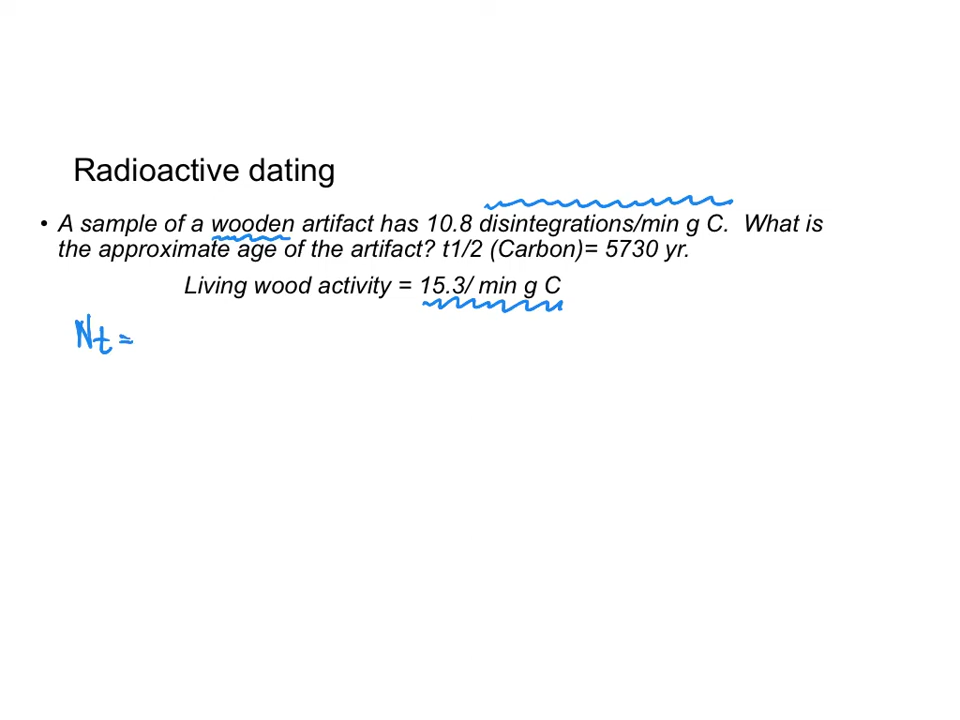 Radioactive dating
• A sample of a wooden artifact has 10.8 disintegrations/min g C. What is
the approximate age of the artifact? t1/2 (Carbon)= 5730 yr.
Living wood activity = 15.3/ min g C
Nt =